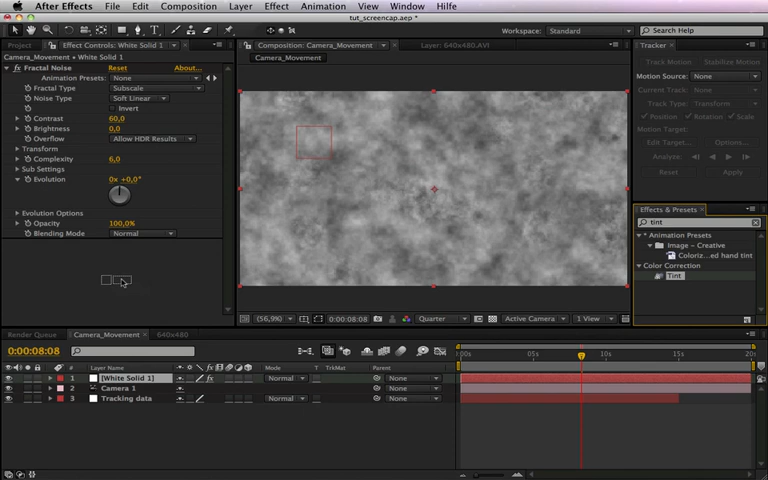 After Effects File Edit Composition Layer Effect Animation View Window Hilfe
tut_screencap.aep *
Workspace: Standard Search Help
Project Effect Controls: White Solid 1 Composition: Camera_Movement Layer: 640x480.AVI Tracker
Camera_Movement • White Solid 1
Camera_Movement
Fractal Noise Reset About...
Animation Presets: None
Fractal Type Subscale
Noise Type Soft Linear
Invert
Contrast 60,0
Brightness 0,0
Overflow Allow HDR Results
Transform
Complexity 6,0
Sub Settings
Evolution 0x +0,0°
Evolution Options
Opacity 100,0%
Blending Mode Normal
Track Motion Stabilize Motion
Motion Source: None
Current Track: None
Track Type: Transform
Position Rotation Scale
Motion Target:
Edit Target... Options...
Analyze:
Reset Apply
Effects & Presets
tint
* Animation Presets
Image – Creative
Coloriz...ed hand tint
Color Correction
Tint
(56,9%) 0:00:08:08 Quarter Active Camera 1 View
Render Queue Camera_Movement 640x480
0:00:08:08
:00s 05s 10s 15s 20s
# Layer Name Mode T TrkMat Parent
1 [White Solid 1] Normal None
2 Camera 1 None
3 Tracking data Normal None